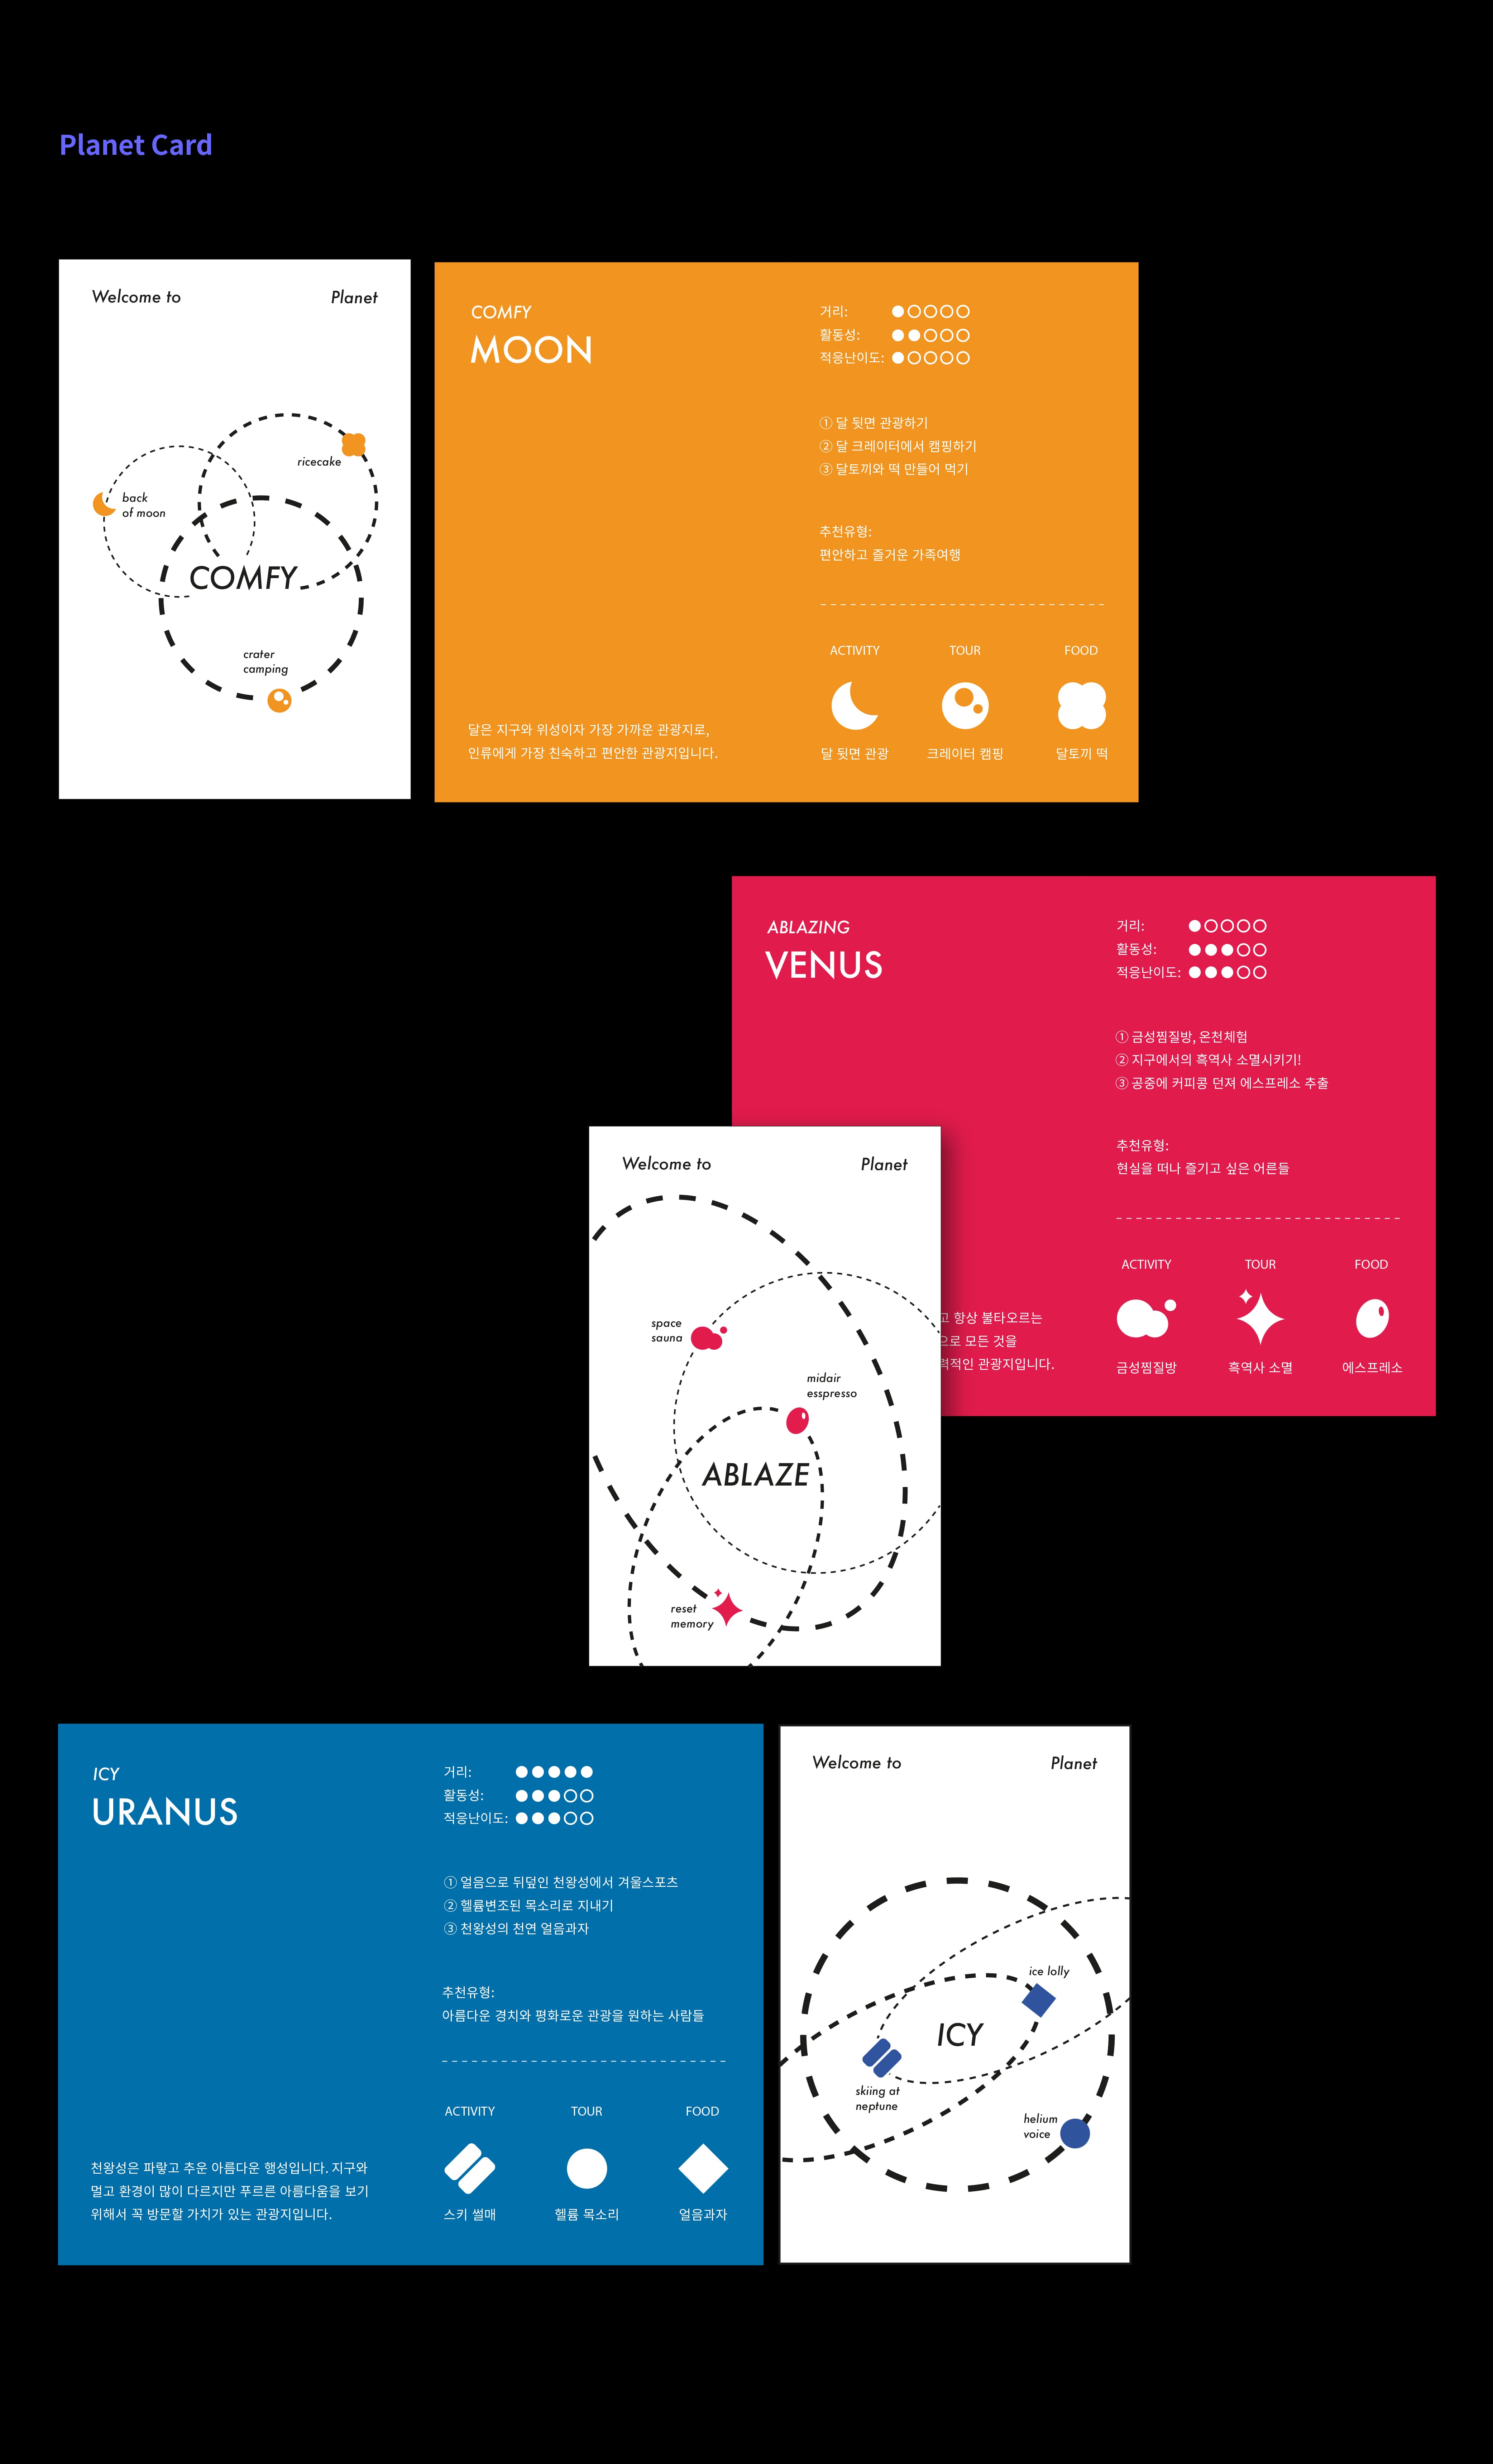 Planet Card
Welcome to
Planet
ricecake
back
of moon
COMFY
crater
camping
COMFY
MOON
거리:
활동성:
적응난이도:
① 달 뒷면 관광하기
② 달 크레이터에서 캠핑하기
③ 달토끼와 떡 만들어 먹기
추천유형:
편안하고 즐거운 가족여행
ACTIVITY TOUR FOOD
달 뒷면 관광 크레이터 캠핑 달토끼 떡
달은 지구와 위성이자 가장 가까운 관광지로,
인류에게 가장 친숙하고 편안한 관광지입니다.
ABLAZING
VENUS
거리:
활동성:
적응난이도:
① 금성찜질방, 온천체험
② 지구에서의 흑역사 소멸시키기!
③ 공중에 커피콩 던져 에스프레소 추출
추천유형:
현실을 떠나 즐기고 싶은 어른들
ACTIVITY TOUR FOOD
금성찜질방 흑역사 소멸 에스프레소
고 항상 불타오르는
으로 모든 것을
력적인 관광지입니다.
Welcome to
Planet
space
sauna
midair
esspresso
ABLAZE
reset
memory
ICY
URANUS
거리:
활동성:
적응난이도:
① 얼음으로 뒤덮인 천왕성에서 겨울스포츠
② 헬륨변조된 목소리로 지내기
③ 천왕성의 천연 얼음과자
추천유형:
아름다운 경치와 평화로운 관광을 원하는 사람들
ACTIVITY TOUR FOOD
스키 썰매 헬륨 목소리 얼음과자
천왕성은 파랗고 추운 아름다운 행성입니다. 지구와
멀고 환경이 많이 다르지만 푸르른 아름다움을 보기
위해서 꼭 방문할 가치가 있는 관광지입니다.
Welcome to
Planet
ice lolly
ICY
skiing at
neptune
helium
voice